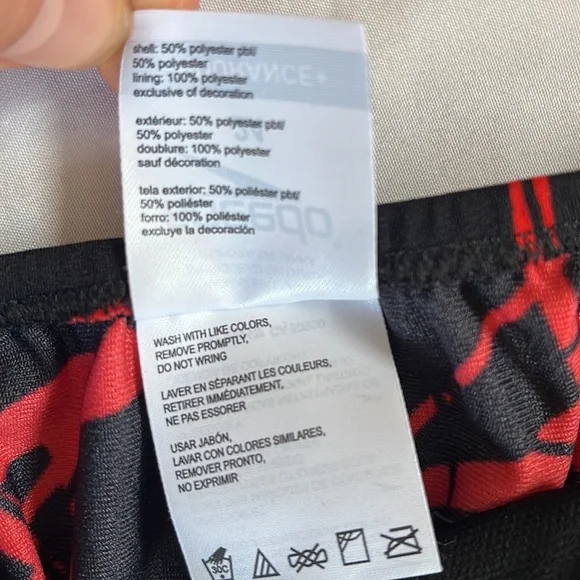 shell: 50% polyester pbt/
50% polyester
lining: 100% polyester
exclusive of decoration
extérieur: 50% polyester pbt/
50% polyester
doublure: 100% polyester
sauf décoration
tela exterior: 50% poliéster pbt/
50% poliéster
forro: 100% poliéster
excluye la decoración
WASH WITH LIKE COLORS,
REMOVE PROMPTLY,
DO NOT WRING
LAVER EN SÉPARANT LES COULEURS,
RETIRER IMMÉDIATEMENT,
NE PAS ESSORER
USAR JABÓN,
LAVAR CON COLORES SIMILARES,
REMOVER PRONTO,
NO EXPRIMIR
30C